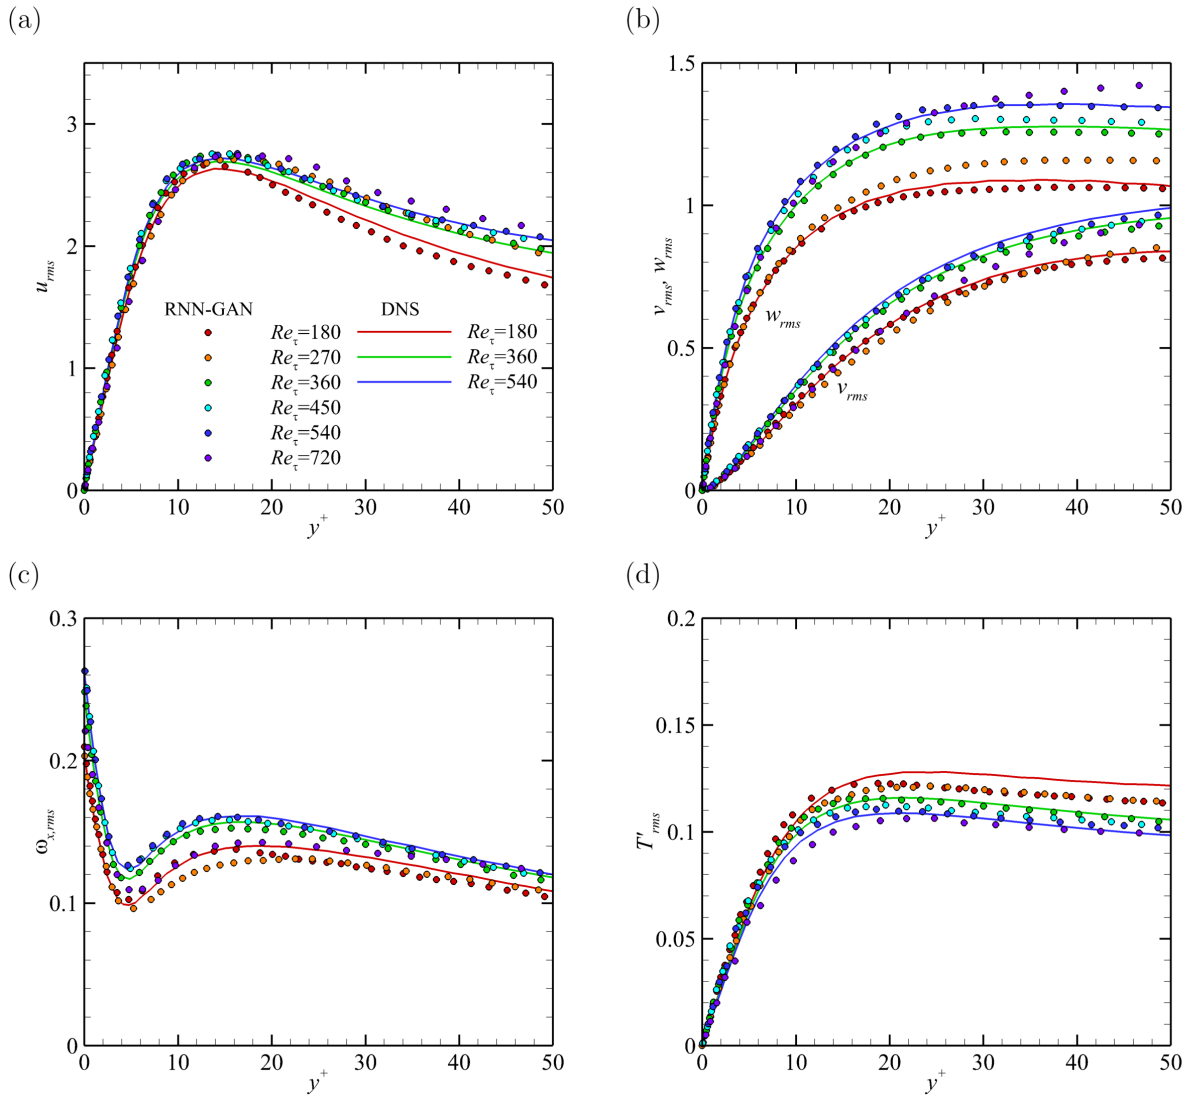 (a)
(b)
3
2
1
0
u_rms
RNN-GAN DNS
Re_τ=180 Re_τ=180
Re_τ=270 Re_τ=360
Re_τ=360 Re_τ=540
Re_τ=450
Re_τ=540
Re_τ=720
0 10 20 30 40 50
y⁺
1.5
1
0.5
0
v_rms, w_rms
w_rms
v_rms
0 10 20 30 40 50
y⁺
(c)
(d)
0.3
0.2
0.1
0
ω_x,rms
0 10 20 30 40 50
y⁺
0.2
0.15
0.1
0.05
0
T'_rms
0 10 20 30 40 50
y⁺